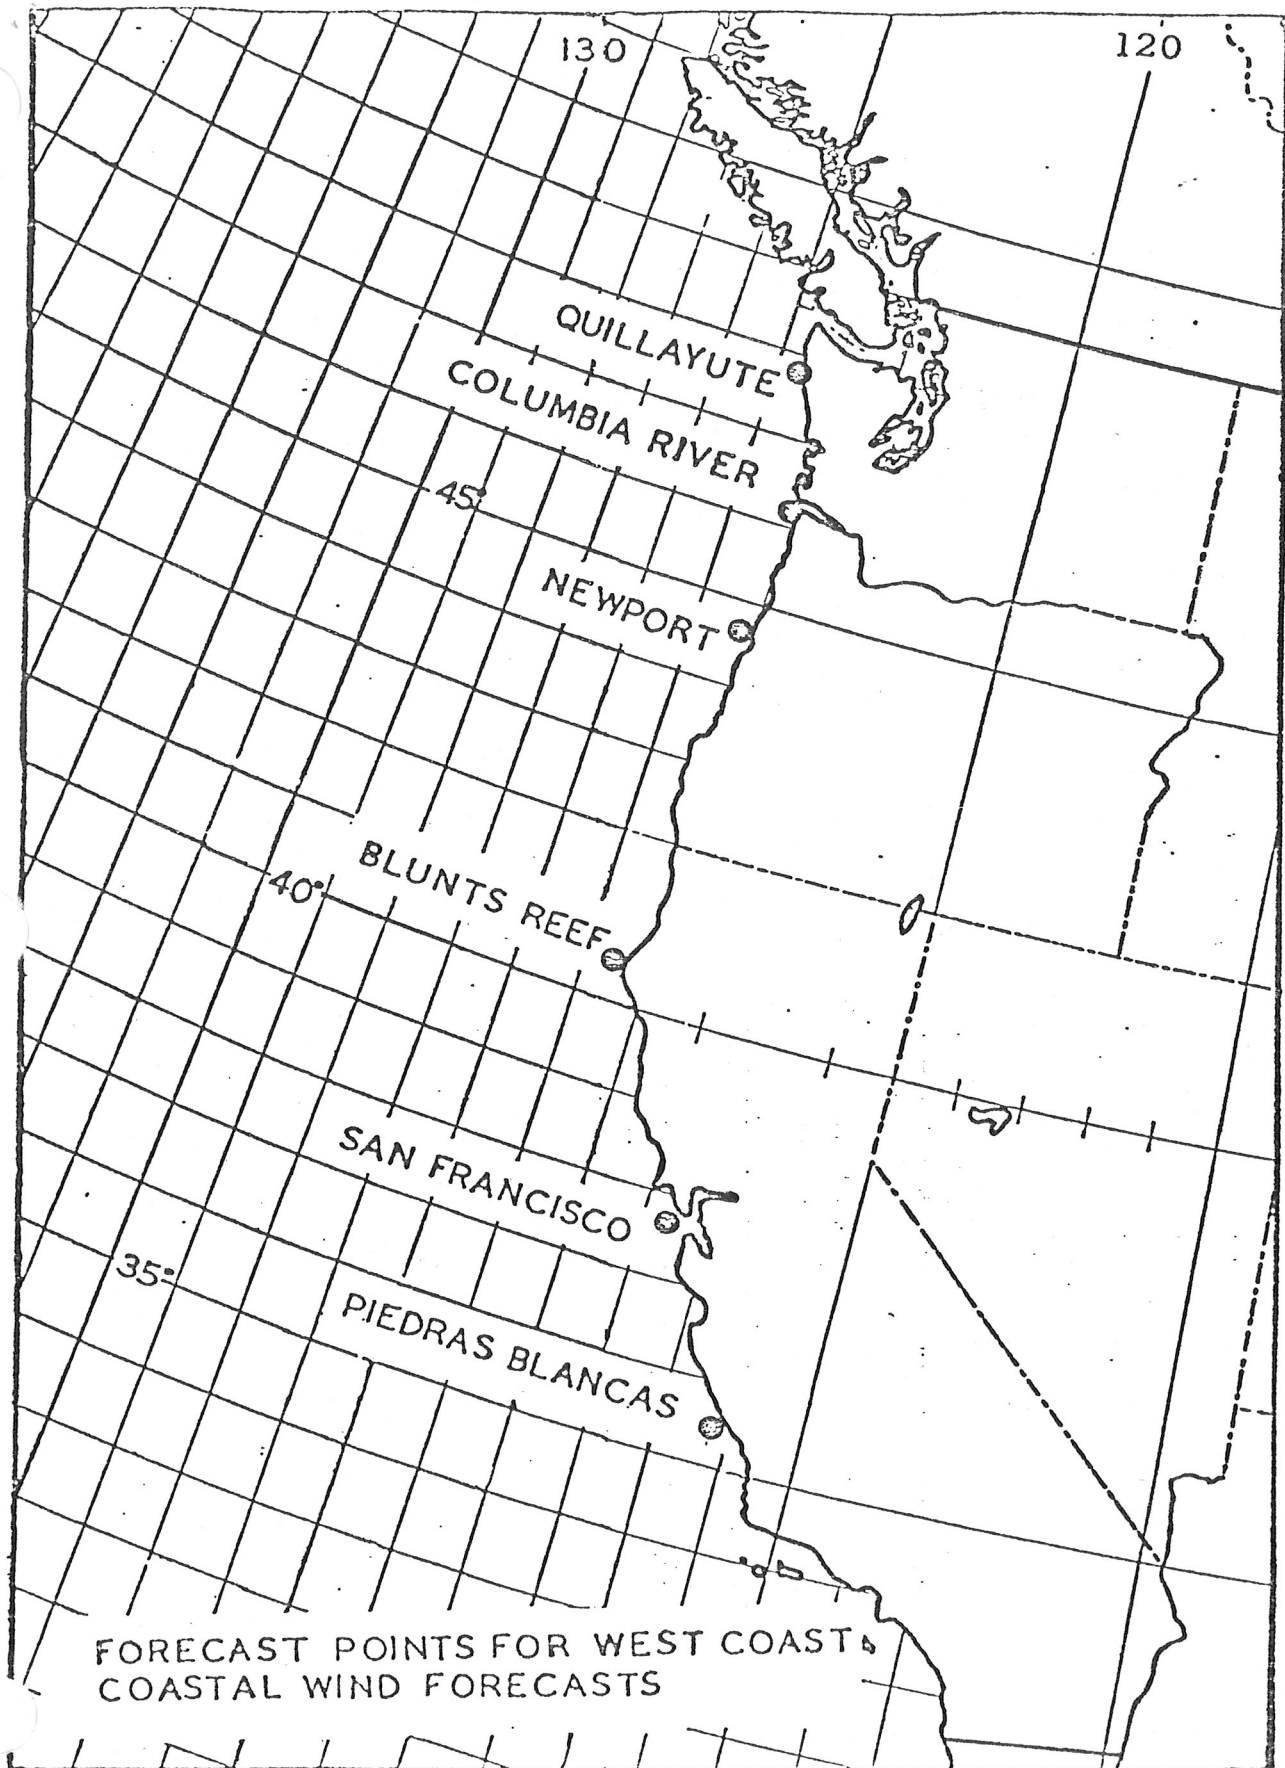 130
120
QUILLAYUTE
COLUMBIA RIVER
45°
NEWPORT
BLUNTS REEF
40°
SAN FRANCISCO
35°
PIEDRAS BLANCAS
FORECAST POINTS FOR WEST COAST
COASTAL WIND FORECASTS